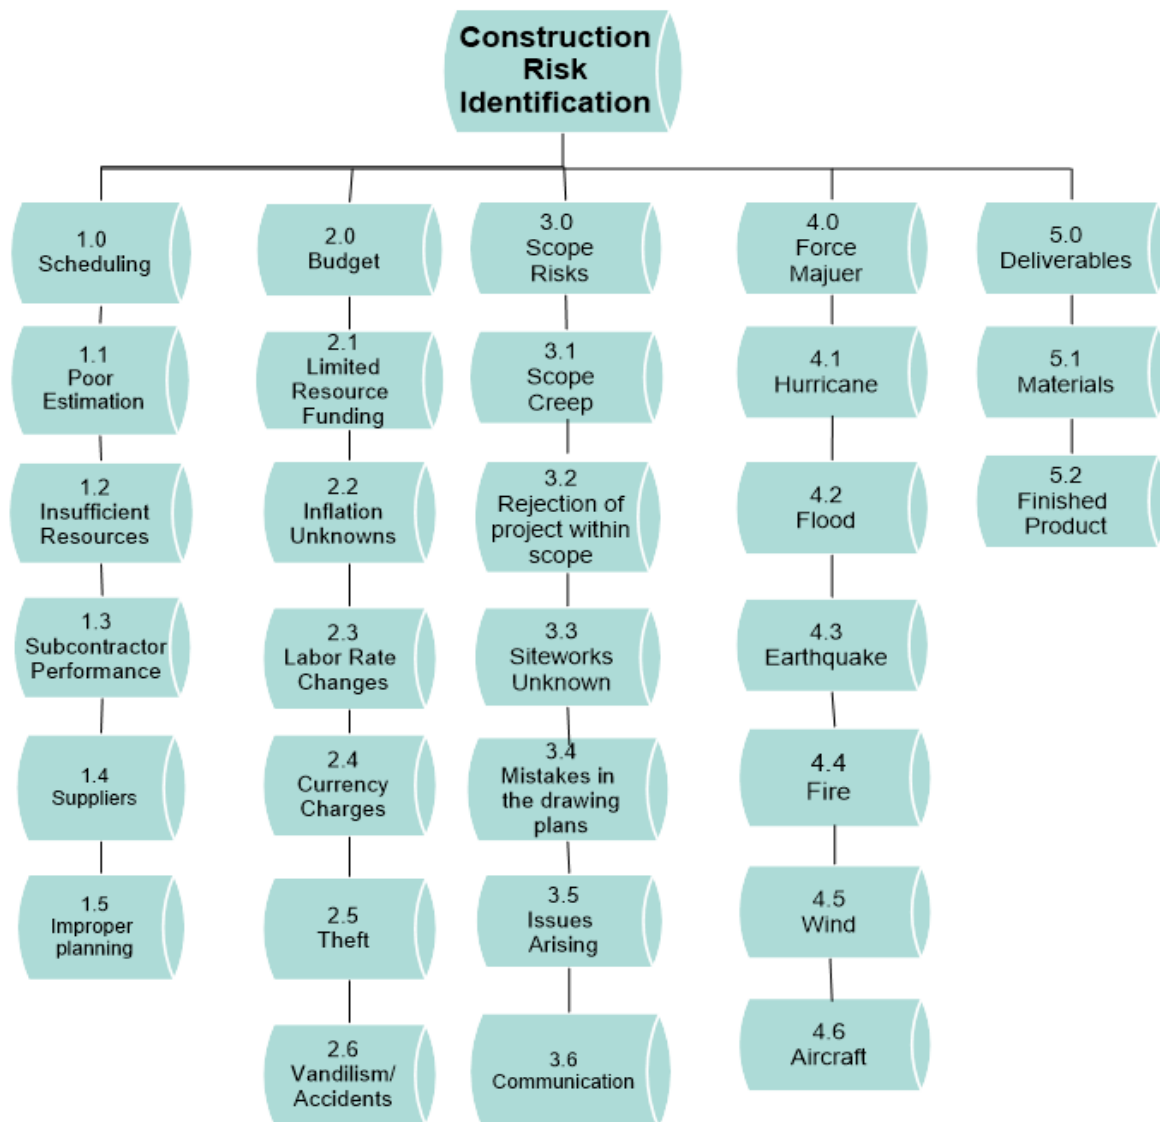 Construction
Risk
Identification
1.0
Scheduling
1.1
Poor
Estimation
1.2
Insufficient
Resources
1.3
Subcontractor
Performance
1.4
Suppliers
1.5
Improper
planning
2.0
Budget
2.1
Limited
Resource
Funding
2.2
Inflation
Unknowns
2.3
Labor Rate
Changes
2.4
Currency
Charges
2.5
Theft
2.6
Vandilism/
Accidents
3.0
Scope
Risks
3.1
Scope
Creep
3.2
Rejection of
project within
scope
3.3
Siteworks
Unknown
3.4
Mistakes in
the drawing
plans
3.5
Issues
Arising
3.6
Communication
4.0
Force
Majuer
4.1
Hurricane
4.2
Flood
4.3
Earthquake
4.4
Fire
4.5
Wind
4.6
Aircraft
5.0
Deliverables
5.1
Materials
5.2
Finished
Product